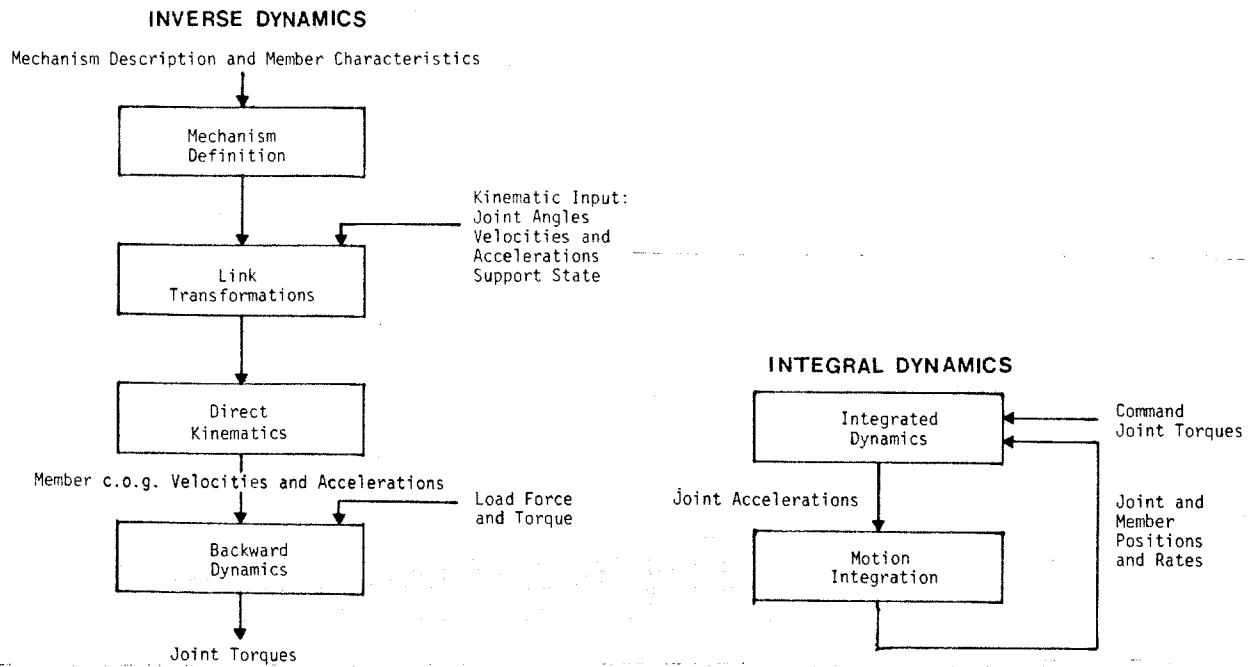 INVERSE DYNAMICS
Mechanism Description and Member Characteristics
Mechanism
Definition
Kinematic Input:
Joint Angles
Velocities and
Accelerations
Support State
Link
Transformations
Direct
Kinematics
Member c.o.g. Velocities and Accelerations
Load Force
and Torque
Backward
Dynamics
Joint Torques
INTEGRAL DYNAMICS
Integrated
Dynamics
Command
Joint Torques
Joint Accelerations
Joint and
Member
Positions
and Rates
Motion
Integration